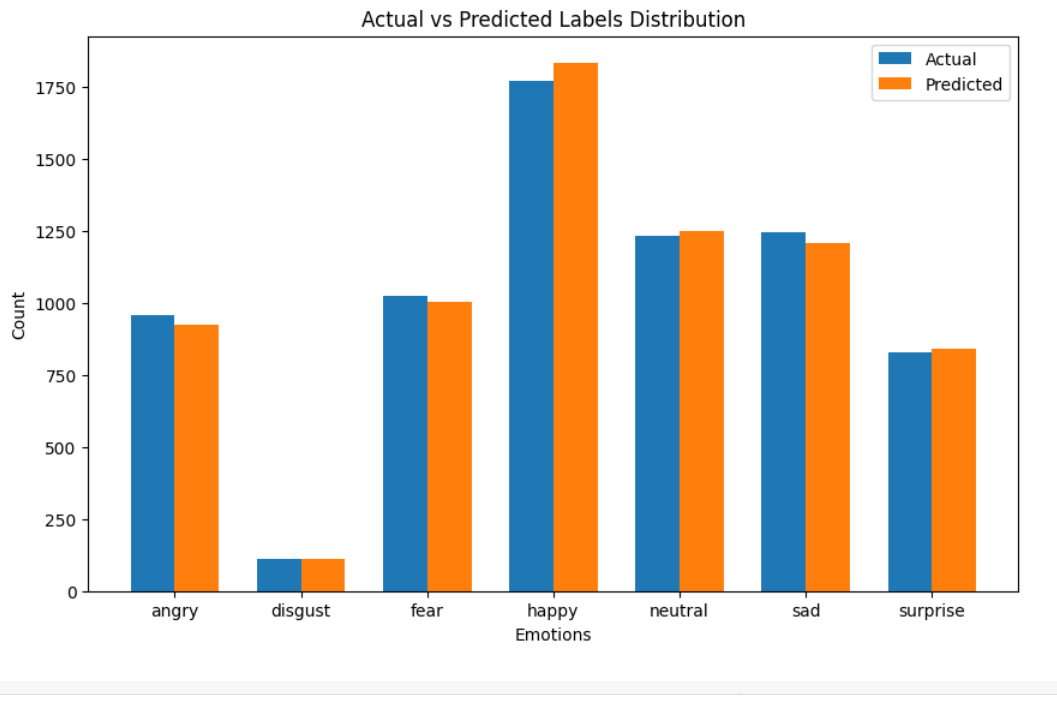 Actual vs Predicted Labels Distribution
Actual
Predicted
Count
1750
1500
1250
1000
750
500
250
0
angry disgust fear happy neutral sad surprise
Emotions